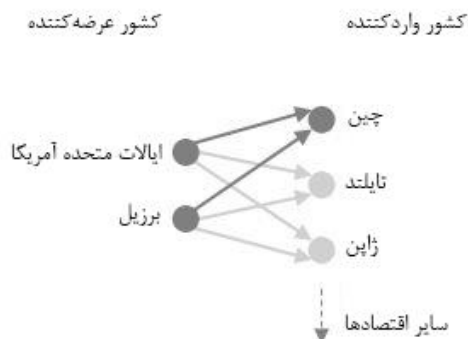 کشور واردکننده
کشور عرضه‌کننده
چین
ایالات متحده آمریکا
تایلند
برزیل
ژاپن
سایر اقتصادها